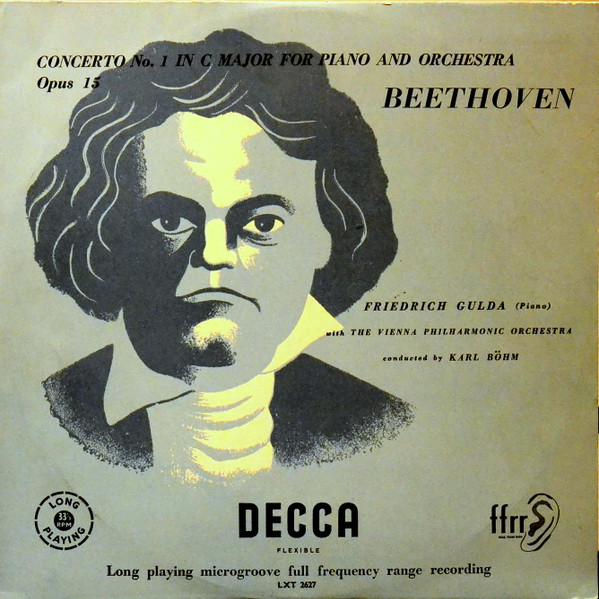 CONCERTO No. 1 IN C MAJOR FOR PIANO AND ORCHESTRA
Opus 15
BEETHOVEN
FRIEDRICH GULDA (Piano)
with THE VIENNA PHILHARMONIC ORCHESTRA
conducted by KARL BÖHM
LONG
33⅓
RPM
PLAYING
DECCA
FLEXIBLE
ffrr
Long playing microgroove full frequency range recording
LXT 2627